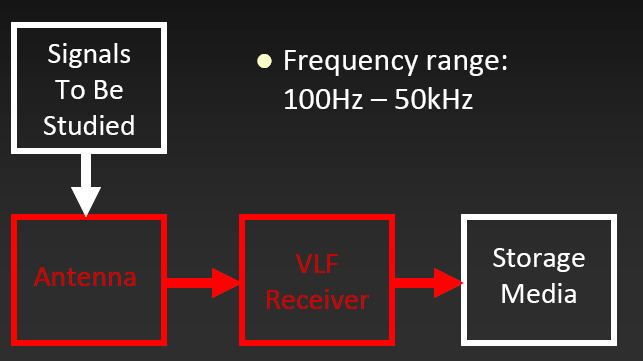 Signals
To Be
Studied
● Frequency range:
100Hz – 50kHz
Antenna
VLF
Receiver
Storage
Media